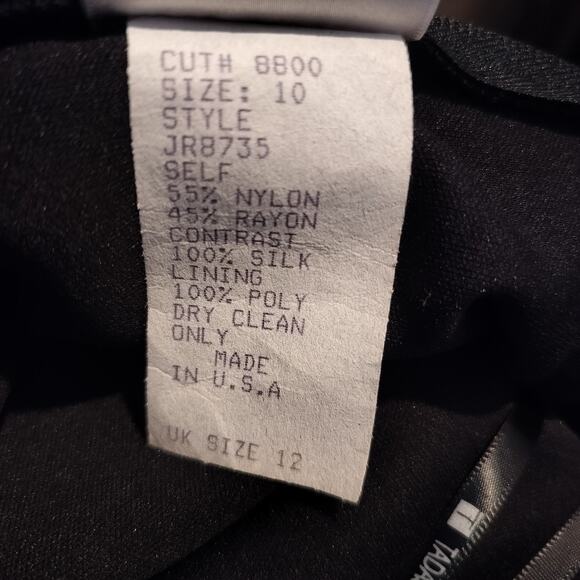 CUT# 8800
SIZE: 10
STYLE
JR8735
SELF
55% NYLON
45% RAYON
CONTRAST
100% SILK
LINING
100% POLY
DRY CLEAN
ONLY
MADE
IN U.S.A
UK SIZE 12
T